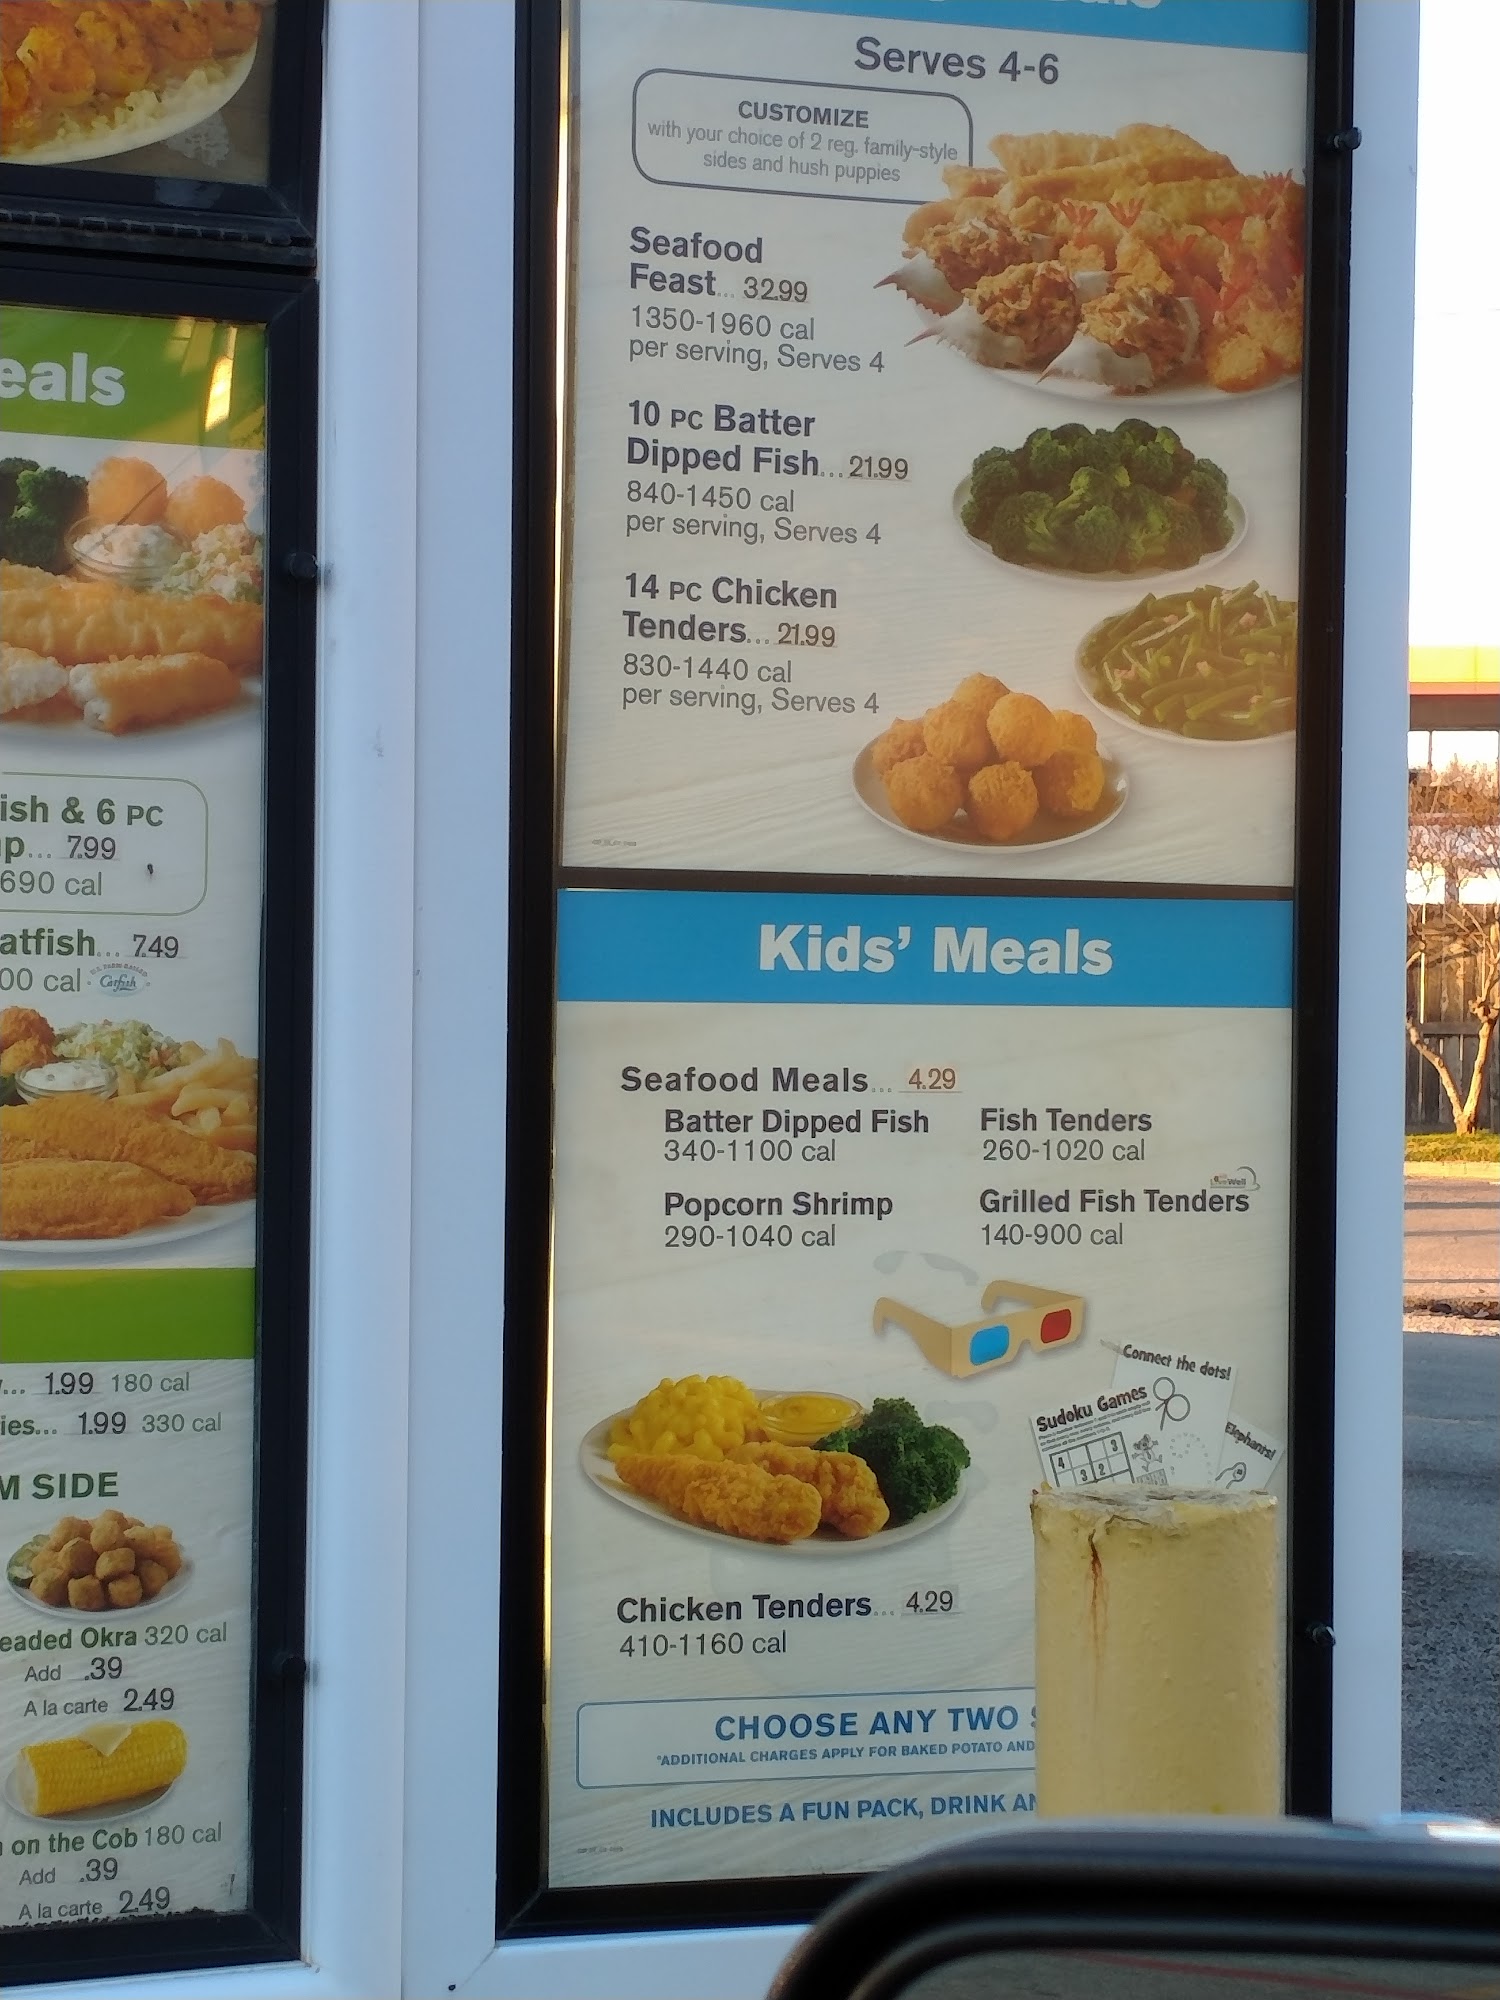 eals
ish & 6 PC
p... 7.99
690 cal
atfish... 7.49
00 cal
Catfish
... 1.99 180 cal
ies... 1.99 330 cal
M SIDE
eaded Okra 320 cal
Add .39
A la carte 2.49
on the Cob 180 cal
Add .39
A la carte 2.49
Serves 4-6
CUSTOMIZE
with your choice of 2 reg. family-style
sides and hush puppies
Seafood
Feast... 32.99
1350-1960 cal
per serving, Serves 4
10 PC Batter
Dipped Fish... 21.99
840-1450 cal
per serving, Serves 4
14 PC Chicken
Tenders... 21.99
830-1440 cal
per serving, Serves 4
Kids' Meals
Seafood Meals... 4.29
Batter Dipped Fish
340-1100 cal
Fish Tenders
260-1020 cal
Popcorn Shrimp
290-1040 cal
Grilled Fish Tenders
140-900 cal
Connect the dots!
Sudoku Games
Elephants!
4 3
3 2
Chicken Tenders... 4.29
410-1160 cal
CHOOSE ANY TWO
*ADDITIONAL CHARGES APPLY FOR BAKED POTATO AND
INCLUDES A FUN PACK, DRINK AN